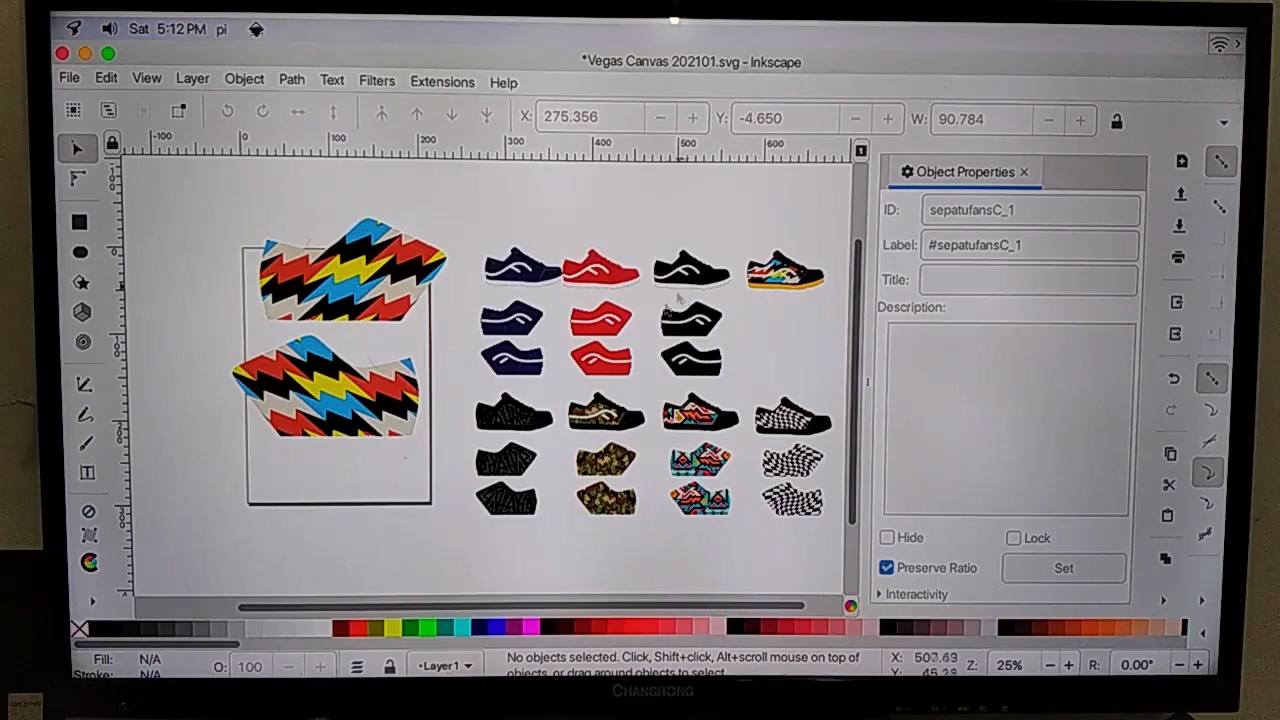 Sat 5:12 PM pi
*Vegas Canvas 202101.svg - Inkscape
File Edit View Layer Object Path Text Filters Extensions Help
X: 275.356 Y: -4.650 W: 90.784
-100 0 100 200 300 400 500 600
1
Object Properties
ID: sepatufansC_1
Label: #sepatufansC_1
Title:
Description:
Hide Lock
Preserve Ratio Set
Interactivity
Fill: N/A
Stroke: N/A
O: 100
Layer1
No objects selected. Click, Shift+click, Alt+scroll mouse on top of
objects, or drag around objects to select.
X: 507.69
Y: 45.28
Z: 25% R: 0.00°
CHANGHONG